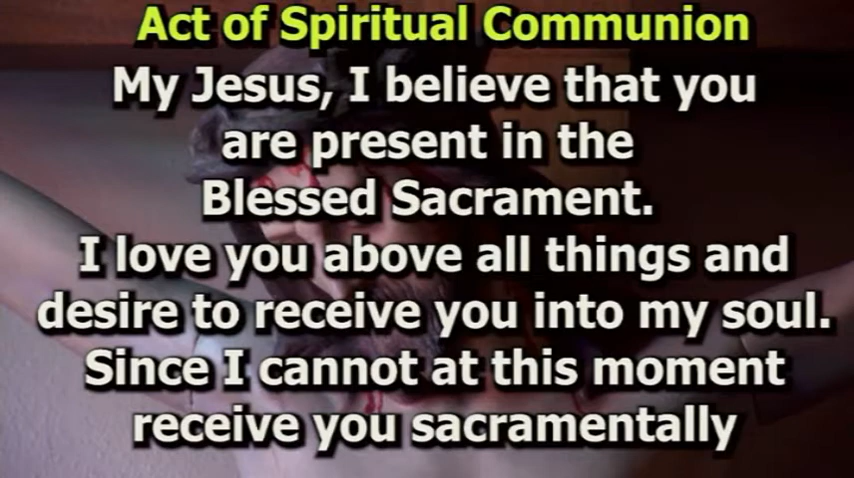 Act of Spiritual Communion
My Jesus, I believe that you
are present in the
Blessed Sacrament.
I love you above all things and
desire to receive you into my soul.
Since I cannot at this moment
receive you sacramentally